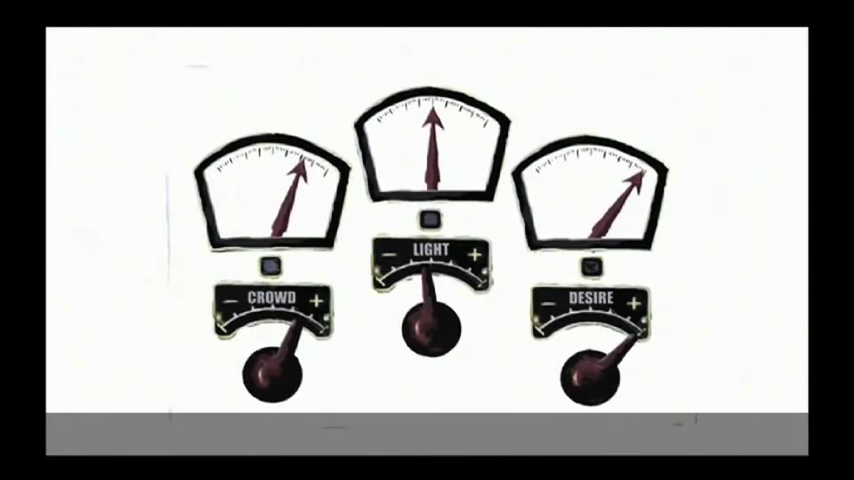 − LIGHT +
− CROWD +
− DESIRE +